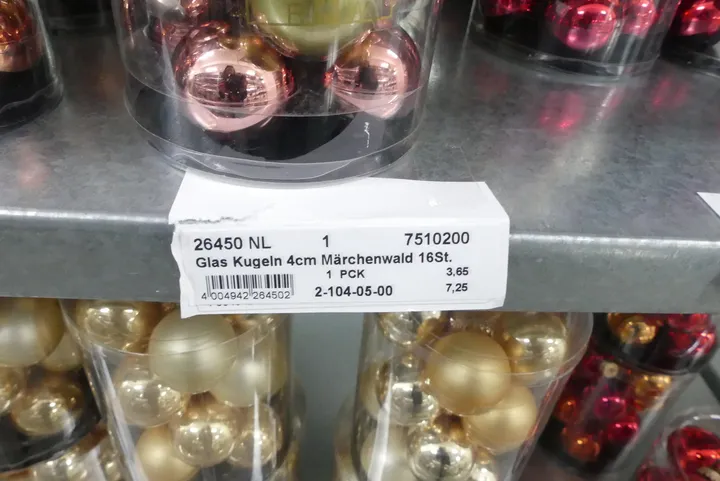 26450 NL 1 7510200
Glas Kugeln 4cm Märchenwald 16St.
1 PCK 3,65
4 004942 264502 2-104-05-00 7,25